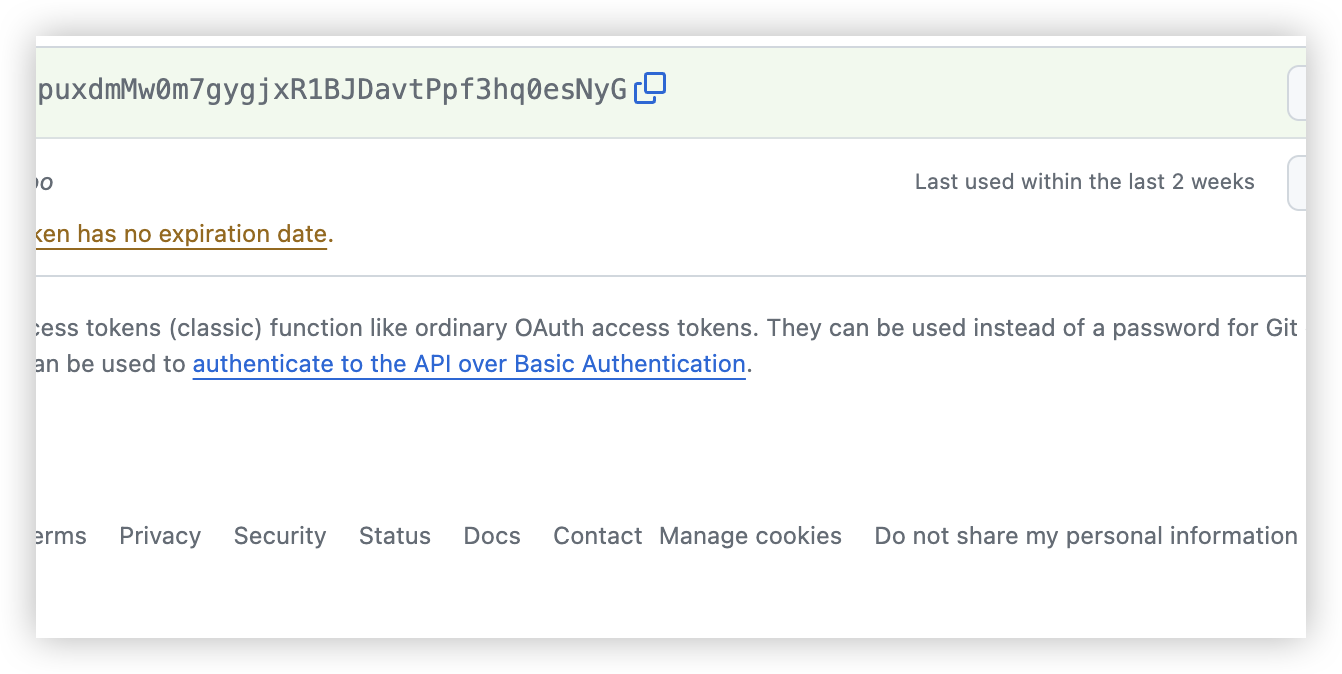 puxdmMw0m7gygjxR1BJDavtPpf3hq0esNyG
oo Last used within the last 2 weeks
ken has no expiration date.
cess tokens (classic) function like ordinary OAuth access tokens. They can be used instead of a password for Git
an be used to authenticate to the API over Basic Authentication.
erms Privacy Security Status Docs Contact Manage cookies Do not share my personal information